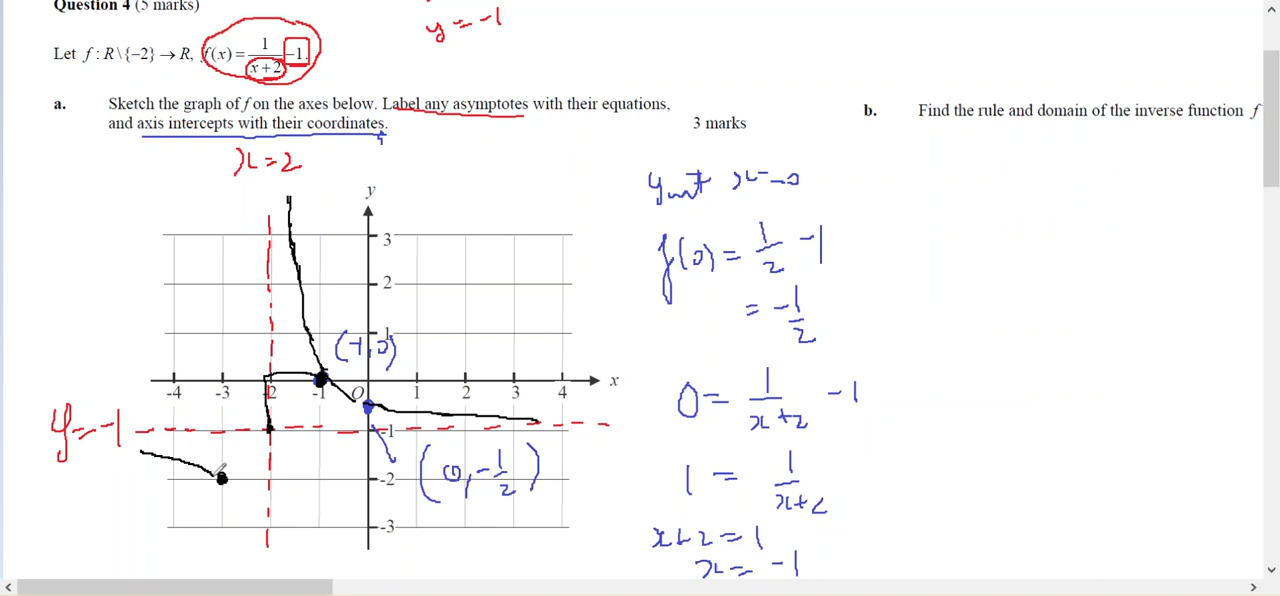 Question 4 (5 marks)
y = -1
Let f : R\{-2} → R, f(x) = 1/(x+2) -1.
a. Sketch the graph of f on the axes below. Label any asymptotes with their equations,
and axis intercepts with their coordinates.
3 marks
b. Find the rule and domain of the inverse function f
x = 2
y
3
2
1
(-1, 0)
-4 -3 -2 -1 O 1 2 3 4 x
y = -1
-1
-2
-3
(0, -1/2)
y int x = 0
f(0) = 1/2 - 1
= -1/2
0 = 1/(x+2) - 1
1 = 1/(x+2)
x+2 = 1
x = -1